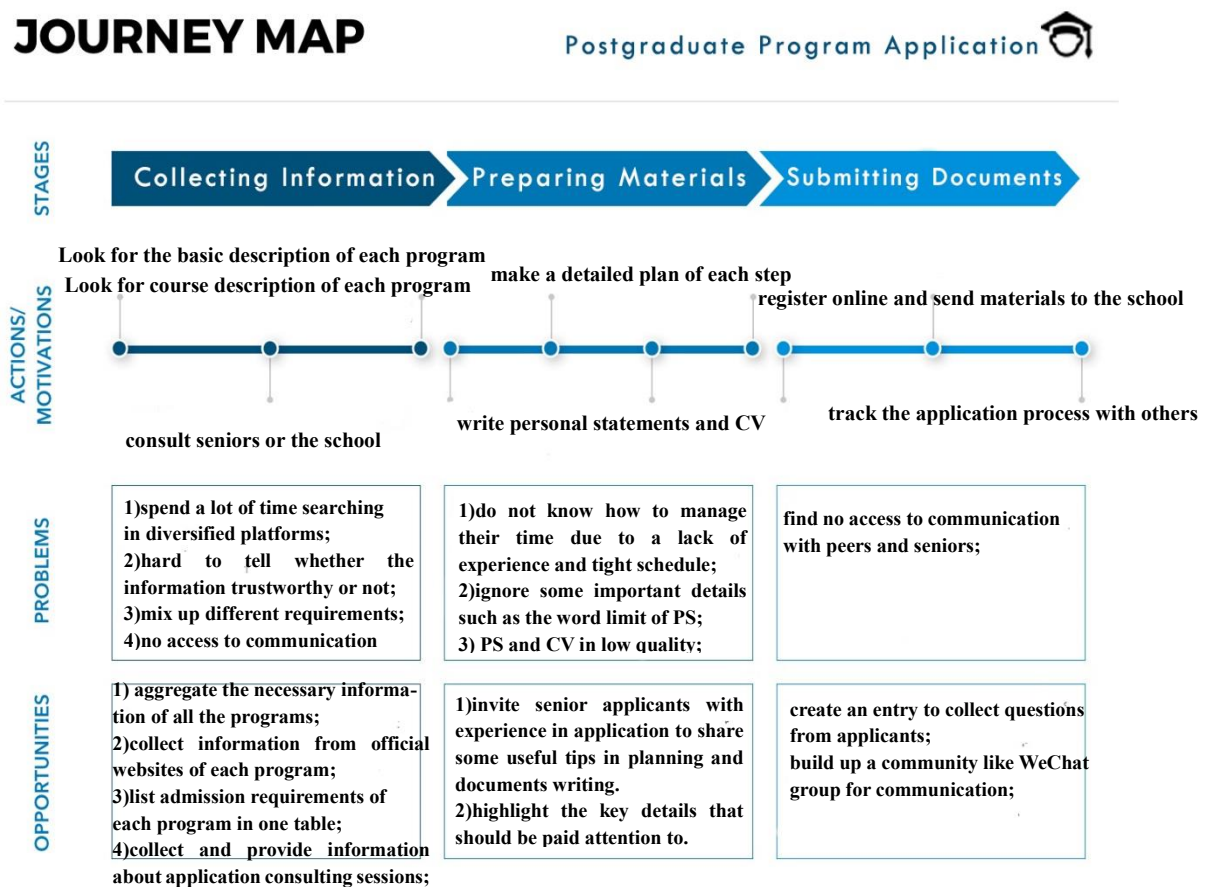 JOURNEY MAP
Postgraduate Program Application
STAGES
Collecting Information
Preparing Materials
Submitting Documents
ACTIONS/
MOTIVATIONS
Look for the basic description of each program
Look for course description of each program
make a detailed plan of each step
register online and send materials to the school
consult seniors or the school
write personal statements and CV
track the application process with others
PROBLEMS
1)spend a lot of time searching
in diversified platforms;
2)hard to tell whether the
information trustworthy or not;
3)mix up different requirements;
4)no access to communication
1)do not know how to manage
their time due to a lack of
experience and tight schedule;
2)ignore some important details
such as the word limit of PS;
3) PS and CV in low quality;
find no access to communication
with peers and seniors;
OPPORTUNITIES
1) aggregate the necessary informa-
tion of all the programs;
2)collect information from official
websites of each program;
3)list admission requirements of
each program in one table;
4)collect and provide information
about application consulting sessions;
1)invite senior applicants with
experience in application to share
some useful tips in planning and
documents writing.
2)highlight the key details that
should be paid attention to.
create an entry to collect questions
from applicants;
build up a community like WeChat
group for communication;